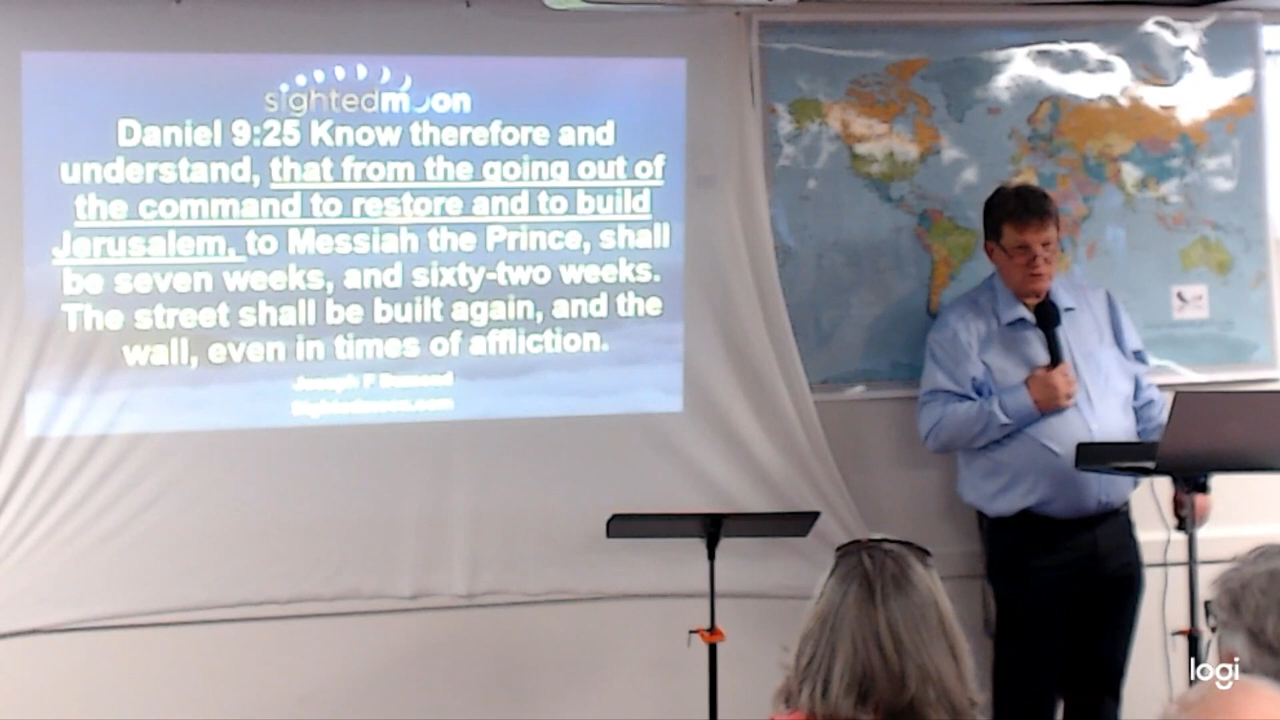 sightedmoon
Daniel 9:25 Know therefore and
understand, that from the going out of
the command to restore and to build
Jerusalem, to Messiah the Prince, shall
be seven weeks, and sixty-two weeks.
The street shall be built again, and the
wall, even in times of affliction.
Joseph F Dumond
Sightedmoon.com
logi